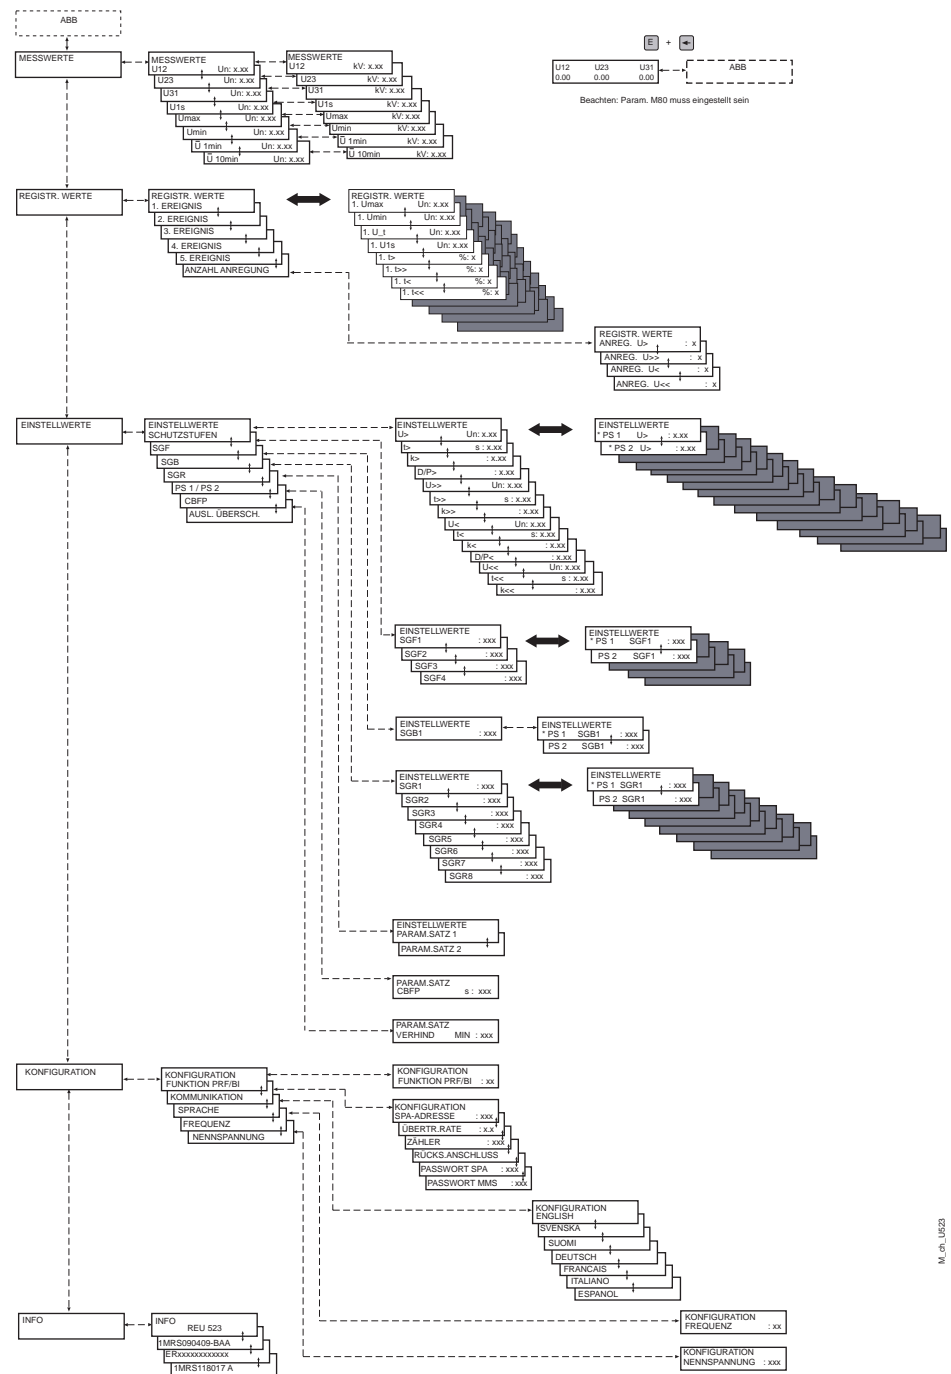 ABB
MESSWERTE
MESSWERTE
U12 Un: x.xx
U23 Un: x.xx
U31 Un: x.xx
U1s Un: x.xx
Umax Un: x.xx
Umin Un: x.xx
Ū 1min Un: x.xx
Ū 10min Un: x.xx
MESSWERTE
U12 kV: x.xx
U23 kV: x.xx
U31 kV: x.xx
U1s kV: x.xx
Umax kV: x.xx
Umin kV: x.xx
Ū 1min kV: x.xx
Ū 10min kV: x.xx
E +
U12 U23 U31
0.00 0.00 0.00
ABB
Beachten: Param. M80 muss eingestellt sein
REGISTR. WERTE
REGISTR. WERTE
1. EREIGNIS
2. EREIGNIS
3. EREIGNIS
4. EREIGNIS
5. EREIGNIS
ANZAHL ANREGUNG
REGISTR. WERTE
1. Umax Un: x.xx
1. Umin Un: x.xx
1. U_t Un: x.xx
1. U1s Un: x.xx
1. t> %: x
1. t>> %: x
1. t< %: x
1. t<< %: x
REGISTR. WERTE
ANREG. U> : x
ANREG. U>> : x
ANREG. U< : x
ANREG. U<< : x
EINSTELLWERTE
EINSTELLWERTE
SCHUTZSTUFEN
SGF
SGB
SGR
PS 1 / PS 2
CBFP
AUSL. ÜBERSCH.
EINSTELLWERTE
U> Un: x.xx
t> s : x.xx
k> : x.xx
D/P> : x.xx
U>> Un: x.xx
t>> s : x.xx
k>> : x.xx
U< Un: x.xx
t< s: x.xx
k< : x.xx
D/P< : x.xx
U<< Un: x.xx
t<< s : x.xx
k<< : x.xx
EINSTELLWERTE
* PS 1 U> : x.xx
* PS 2 U> : x.xx
EINSTELLWERTE
SGF1 : xxx
SGF2 : xxx
SGF3 : xxx
SGF4 : xxx
EINSTELLWERTE
* PS 1 SGF1 : xxx
PS 2 SGF1 : xxx
EINSTELLWERTE
SGB1 : xxx
EINSTELLWERTE
* PS 1 SGB1 : xxx
PS 2 SGB1 : xxx
EINSTELLWERTE
SGR1 : xxx
SGR2 : xxx
SGR3 : xxx
SGR4 : xxx
SGR5 : xxx
SGR6 : xxx
SGR7 : xxx
SGR8 : xxx
EINSTELLWERTE
* PS 1 SGR1 : xxx
PS 2 SGR1 : xxx
EINSTELLWERTE
PARAM.SATZ 1
PARAM.SATZ 2
PARAM.SATZ
CBFP s : xxx
PARAM.SATZ
VERHIND MIN : xxx
KONFIGURATION
KONFIGURATION
FUNKTION PRF/BI
KOMMUNIKATION
SPRACHE
FREQUENZ
NENNSPANNUNG
KONFIGURATION
FUNKTION PRF/BI : xx
KONFIGURATION
SPA-ADRESSE : xxx
ÜBERTR.RATE : x.x
ZÄHLER : xxx
RÜCKS.ANSCHLUSS
PASSWORT SPA : xxx
PASSWORT MMS : xxx
KONFIGURATION
ENGLISH
SVENSKA
SUOMI
DEUTSCH
FRANCAIS
ITALIANO
ESPANOL
KONFIGURATION
FREQUENZ : xx
KONFIGURATION
NENNSPANNUNG : xxx
INFO
INFO
REU 523
1MRS090409-BAA
ERxxxxxxxxxxxx
1MRS118017 A
M_ch_U523